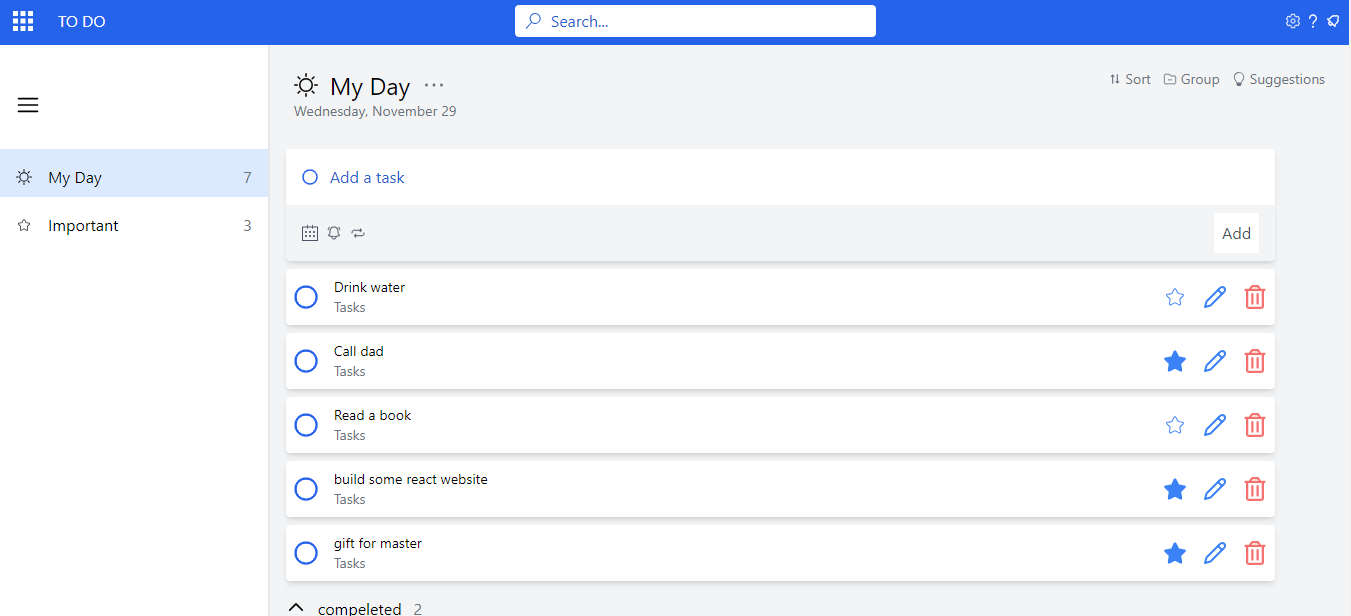 TO DO
Search...
?
My Day ...
Wednesday, November 29
Sort Group Suggestions
My Day 7
Important 3
Add a task
Add
Drink water
Tasks
Call dad
Tasks
Read a book
Tasks
build some react website
Tasks
gift for master
Tasks
compeleted 2